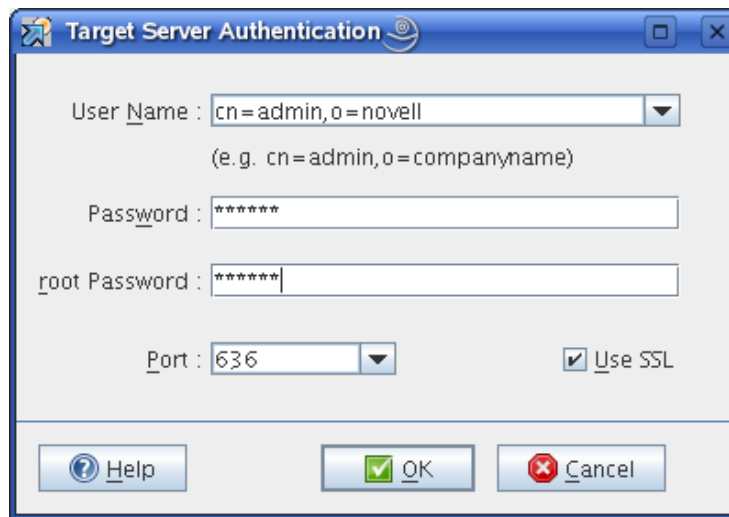 Target Server Authentication
User Name : cn=admin,o=novell
(e.g. cn=admin,o=companyname)
Password : ******
root Password : ******
Port : 636 Use SSL
Help OK Cancel